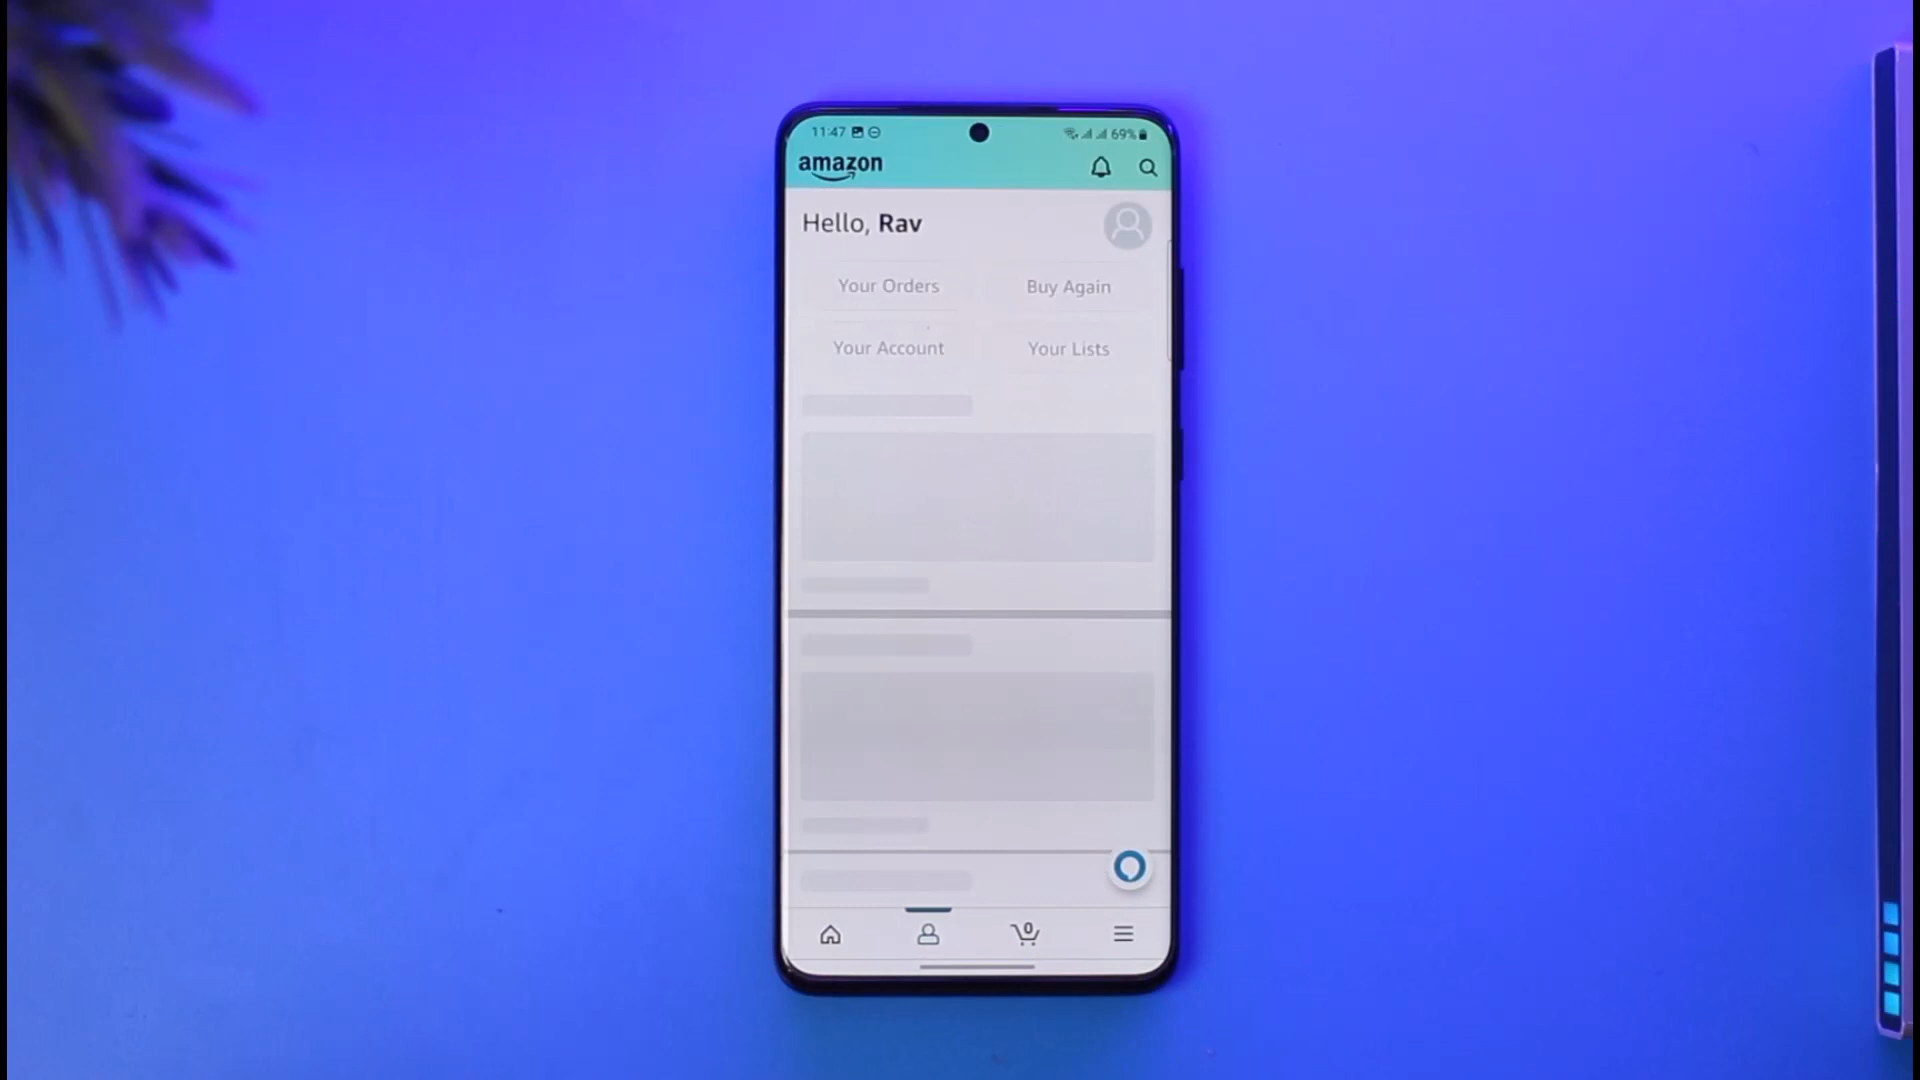 11:47 69%
amazon
Hello, Rav
Your Orders Buy Again
Your Account Your Lists
0